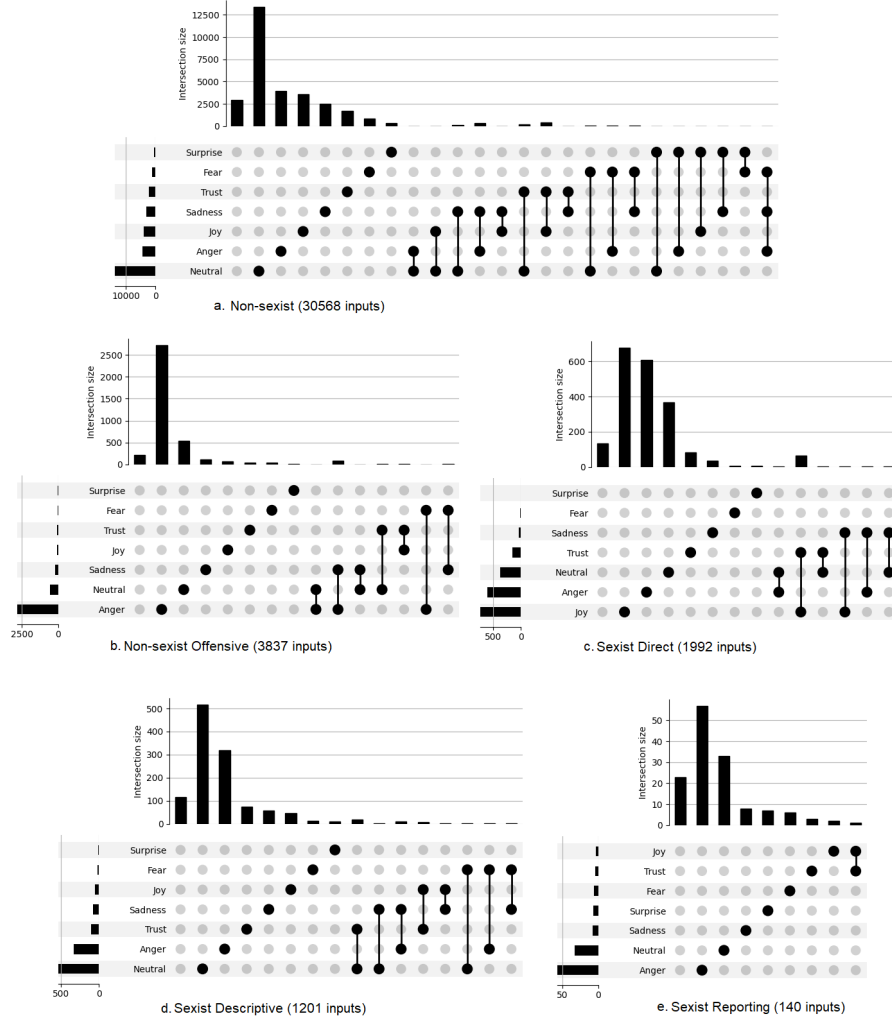 12500
10000
7500
5000
2500
0
Intersection size
Surprise
Fear
Trust
Sadness
Joy
Anger
Neutral
10000 0
a. Non-sexist (30568 inputs)
2500
2000
1500
1000
500
0
Intersection size
Surprise
Fear
Trust
Joy
Sadness
Neutral
Anger
2500 0
b. Non-sexist Offensive (3837 inputs)
600
400
200
0
Intersection size
Surprise
Fear
Sadness
Trust
Neutral
Anger
Joy
500 0
c. Sexist Direct (1992 inputs)
500
400
300
200
100
0
Intersection size
Surprise
Fear
Joy
Sadness
Trust
Anger
Neutral
500 0
d. Sexist Descriptive (1201 inputs)
50
40
30
20
10
0
Intersection size
Joy
Trust
Fear
Surprise
Sadness
Neutral
Anger
50 0
e. Sexist Reporting (140 inputs)